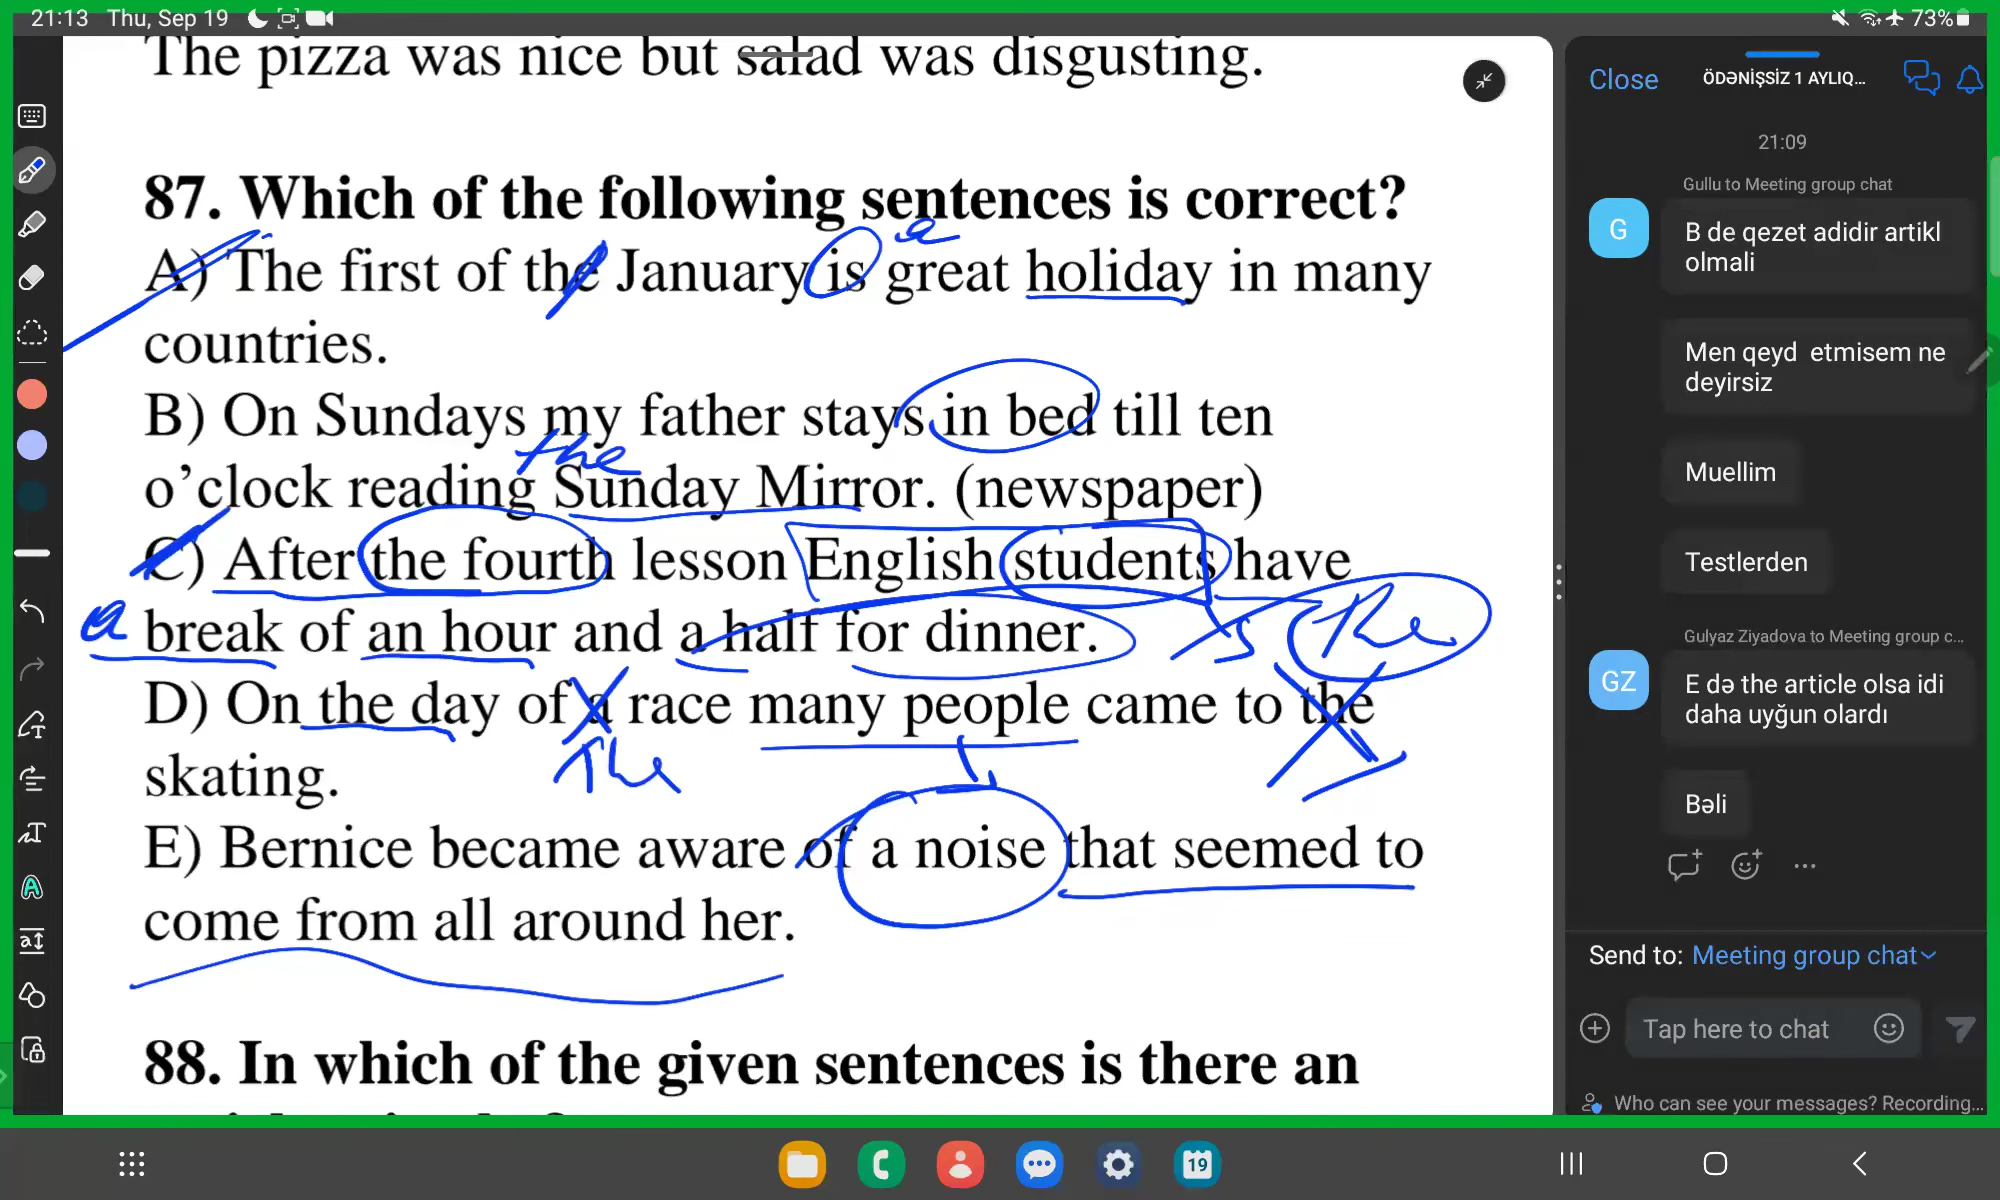 21:13 Thu, Sep 19
73%
The pizza was nice but salad was disgusting.
87. Which of the following sentences is correct?
a
A) The first of the January is great holiday in many
countries.
B) On Sundays my father stays in bed till ten
the
o’clock reading Sunday Mirror. (newspaper)
C) After the fourth lesson English students have
a break of an hour and a half for dinner.
The
D) On the day of a race many people came to the
The
skating.
E) Bernice became aware of a noise that seemed to
come from all around her.
88. In which of the given sentences is there an
Close
ÖDƏNİŞSİZ 1 AYLIQ...
21:09
Gullu to Meeting group chat
G
B de qezet adidir artikl
olmali
Men qeyd etmisem ne
deyirsiz
Muellim
Testlerden
Gulyaz Ziyadova to Meeting group c...
GZ
E də the article olsa idi
daha uyğun olardı
Bəli
Send to: Meeting group chat
Tap here to chat
Who can see your messages? Recording...
19